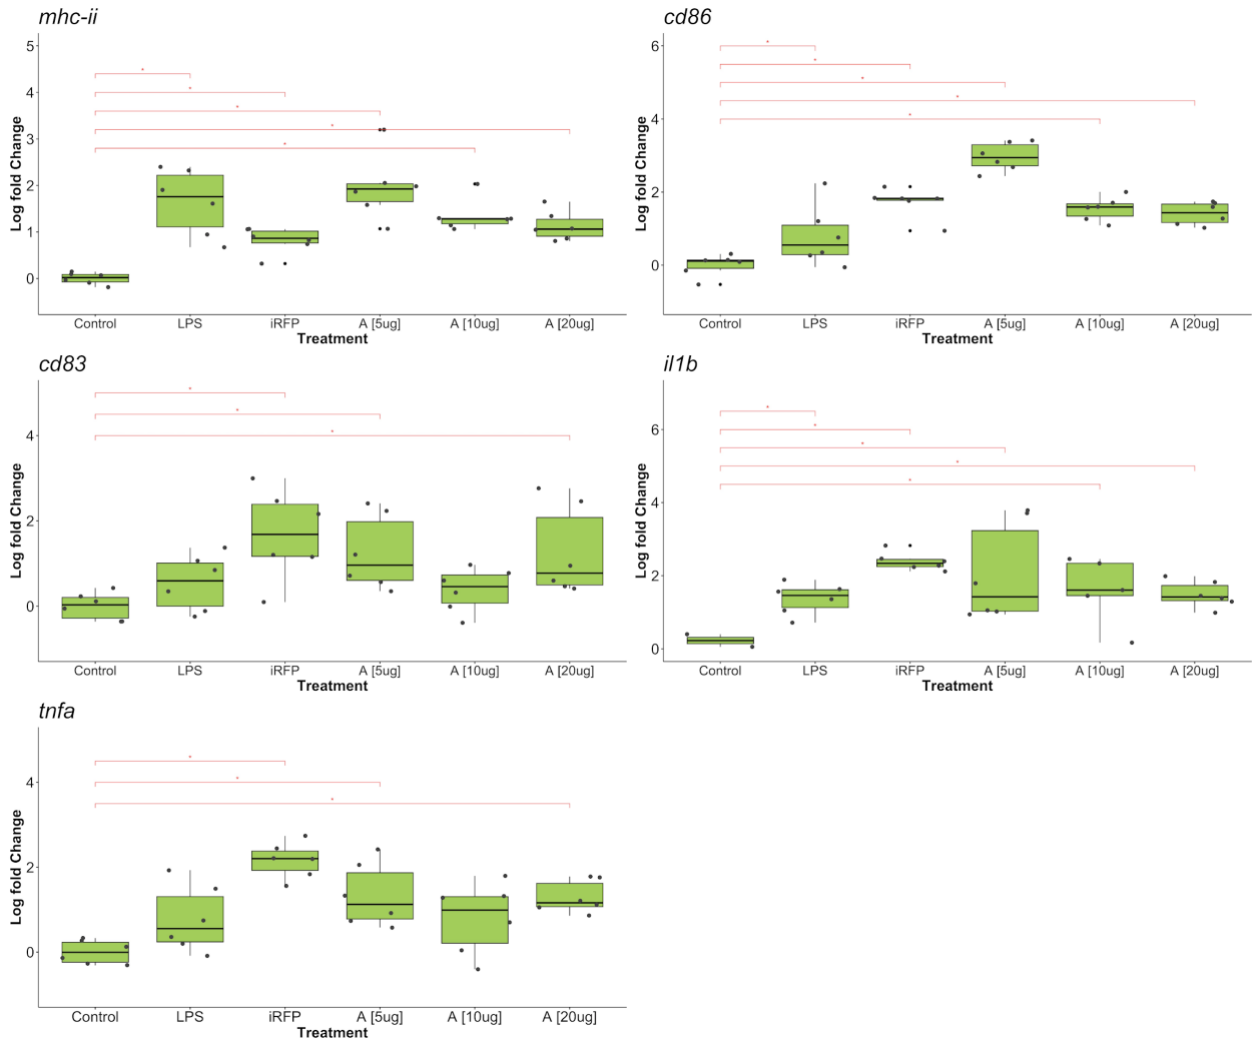 mhc-ii
Log fold Change
5
4
3
2
1
0
* * * * *
Control LPS iRFP A [5ug] A [10ug] A [20ug]
Treatment
cd86
Log fold Change
6
4
2
0
* * * * *
Control LPS iRFP A [5ug] A [10ug] A [20ug]
Treatment
cd83
Log fold Change
4
2
0
* * *
Control LPS iRFP A [5ug] A [10ug] A [20ug]
Treatment
il1b
Log fold Change
6
4
2
0
* * * * *
Control LPS iRFP A [5ug] A [10ug] A [20ug]
Treatment
tnfa
Log fold Change
4
2
0
* * *
Control LPS iRFP A [5ug] A [10ug] A [20ug]
Treatment